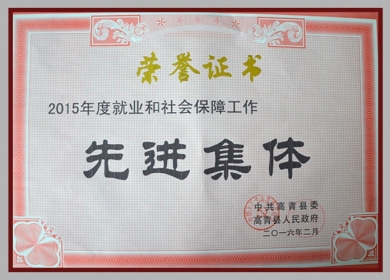 荣誉证书
2015年度就业和社会保障工作
先进集体
中共高青县委
高青县人民政府
二〇一六年二月